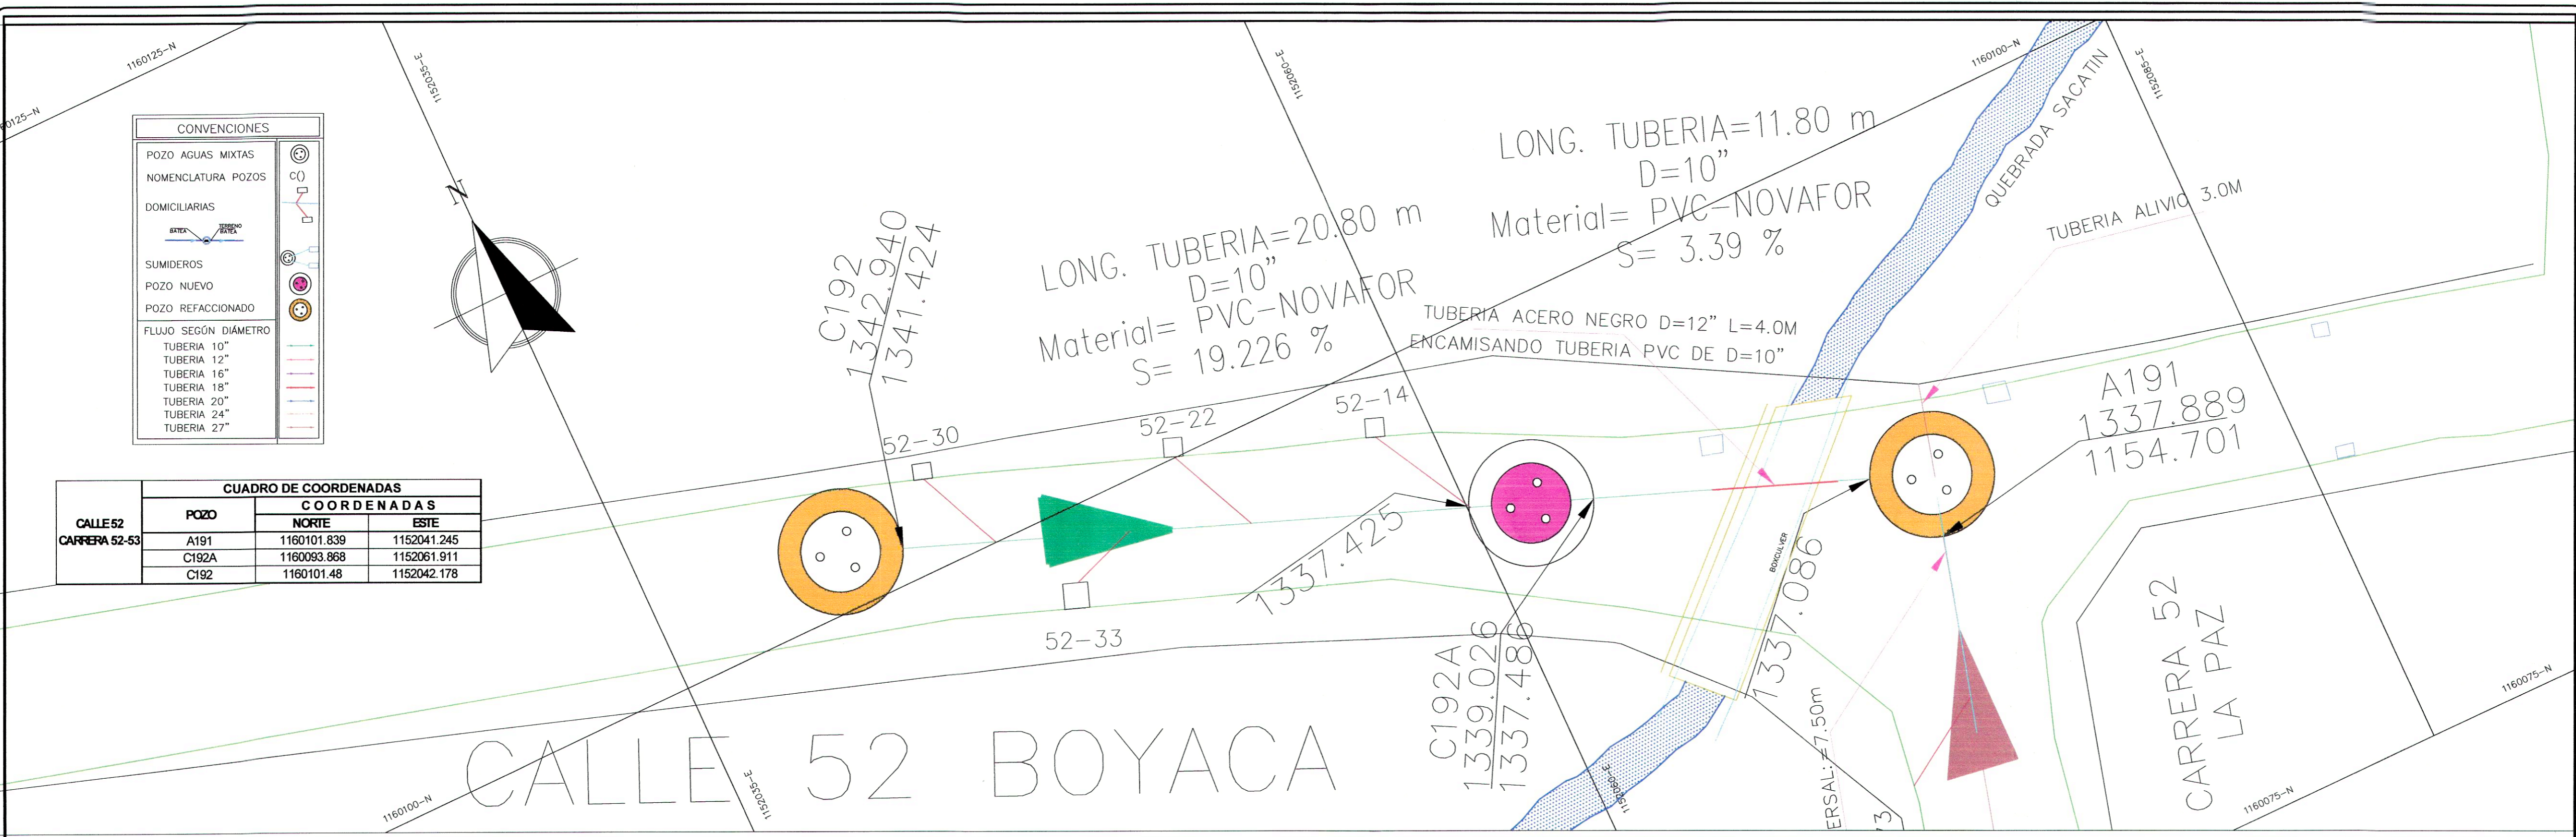 1160125-N
60125-N
1152035-E
1152060-E
1160100-N
1152085-E
CONVENCIONES
POZO AGUAS MIXTAS
NOMENCLATURA POZOS
C()
DOMICILIARIAS
BATEA
TERRENO
BATEA
SUMIDEROS
POZO NUEVO
POZO REFACCIONADO
FLUJO SEGÚN DIÁMETRO
TUBERIA 10"
TUBERIA 12"
TUBERIA 16"
TUBERIA 18"
TUBERIA 20"
TUBERIA 24"
TUBERIA 27"
N
C192
1342.940
1341.424
LONG. TUBERIA=20.80 m
D=10"
Material= PVC-NOVAFOR
S= 19.226 %
LONG. TUBERIA=11.80 m
D=10"
Material= PVC-NOVAFOR
S= 3.39 %
QUEBRADA SACATIN
TUBERIA ALIVIO 3.0M
TUBERIA ACERO NEGRO D=12" L=4.0M
ENCAMISANDO TUBERIA PVC DE D=10"
A191
1337.889
1154.701
52-30
52-22
52-14
52-33
1337.425
C192A
1339.026
1337.486
BOXCULVER
1337.086
CUADRO DE COORDENADAS
CALLE 52
CARRERA 52-53
POZO
COORDENADAS
NORTE ESTE
A191 1160101.839 1152041.245
C192A 1160093.868 1152061.911
C192 1160101.48 1152042.178
CALLE 52 BOYACA
CARRERA 52
LA PAZ
ERSAL:=7.50m
1160100-N
1152035-E
1152060-E
1160075-N
1160075-N